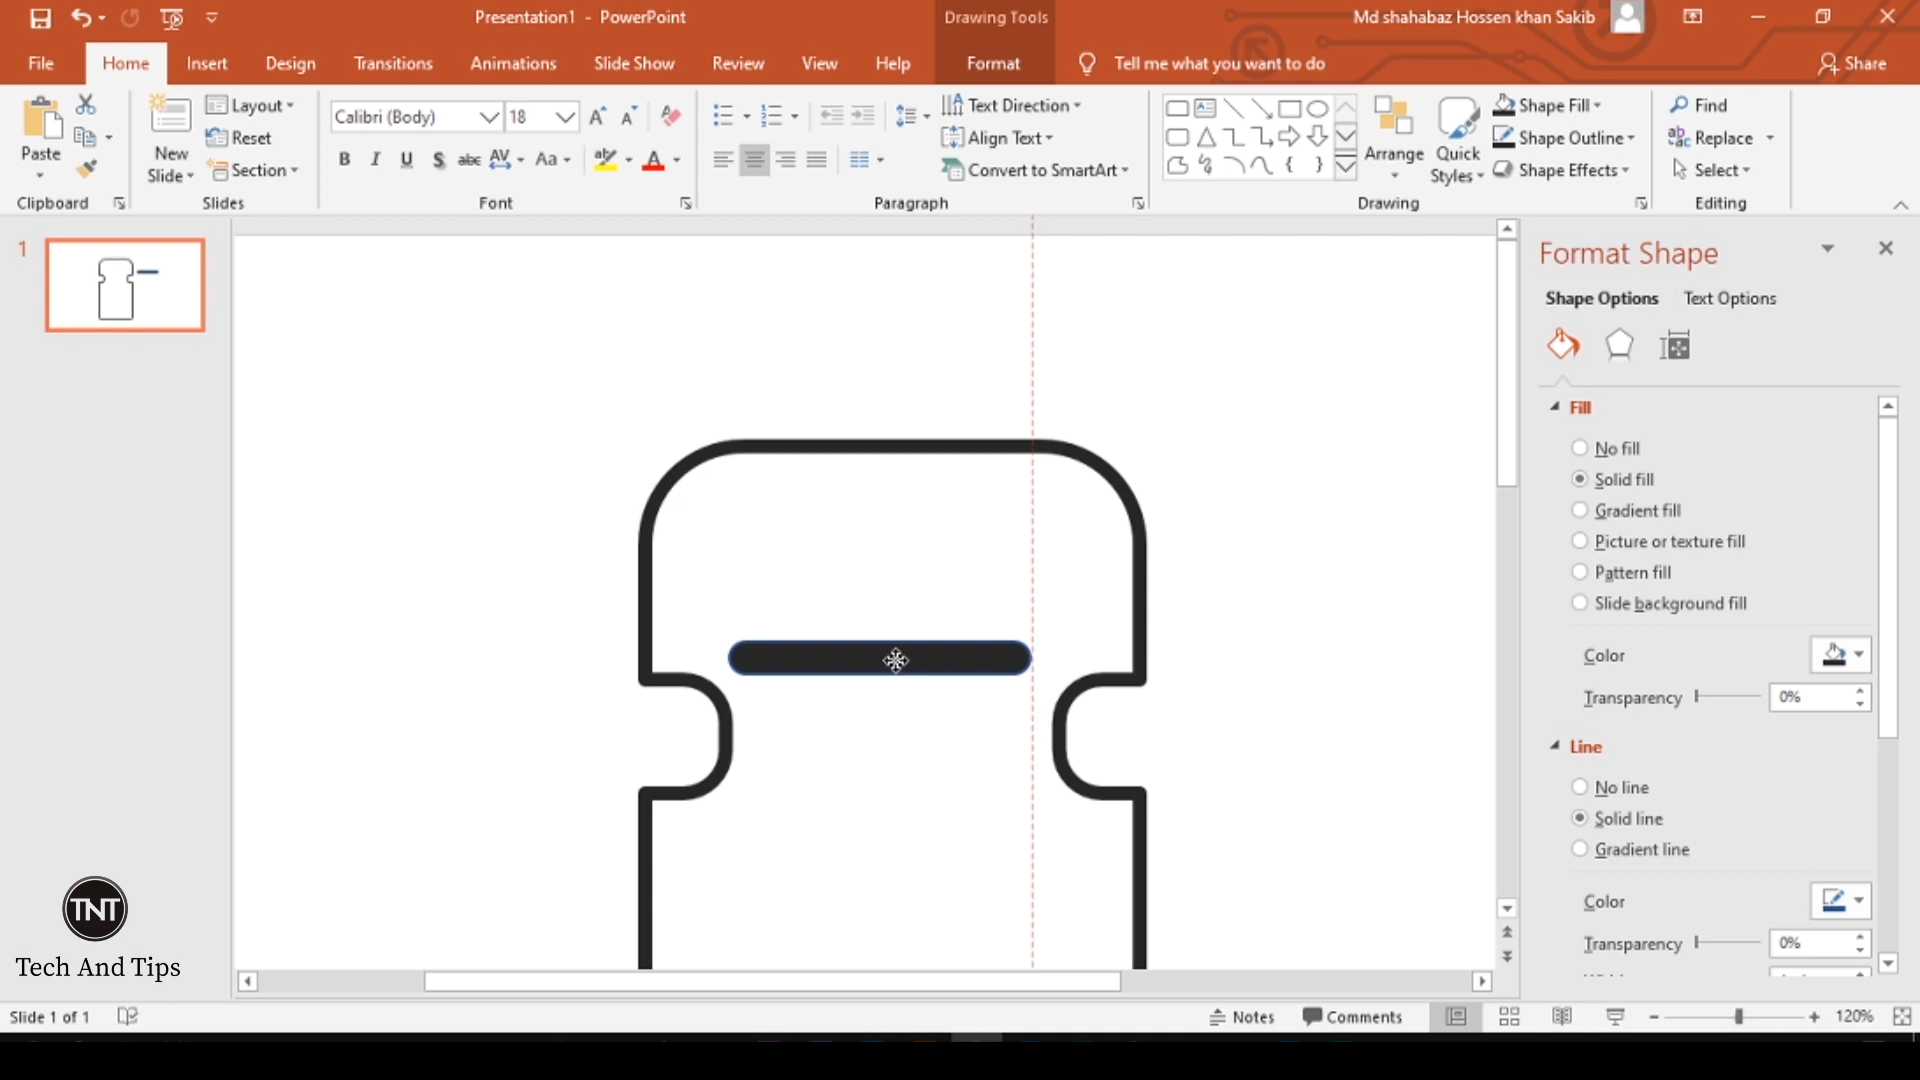 Presentation1 - PowerPoint
Drawing Tools
Md shahabaz Hossen khan Sakib
File
Home
Insert
Design
Transitions
Animations
Slide Show
Review
View
Help
Format
Tell me what you want to do
Share
Paste
Clipboard
New
Slide
Layout
Reset
Section
Slides
Calibri (Body)
18
B
I
U
S
abc
AV
Aa
aby
A
Font
Text Direction
Align Text
Convert to SmartArt
Paragraph
Arrange
Quick
Styles
Shape Fill
Shape Outline
Shape Effects
Drawing
Find
Replace
Select
Editing
1
Format Shape
Shape Options
Text Options
Fill
No fill
Solid fill
Gradient fill
Picture or texture fill
Pattern fill
Slide background fill
Color
Transparency
0%
Line
No line
Solid line
Gradient line
Color
Transparency
0%
TNT
Tech And Tips
Slide 1 of 1
Notes
Comments
120%